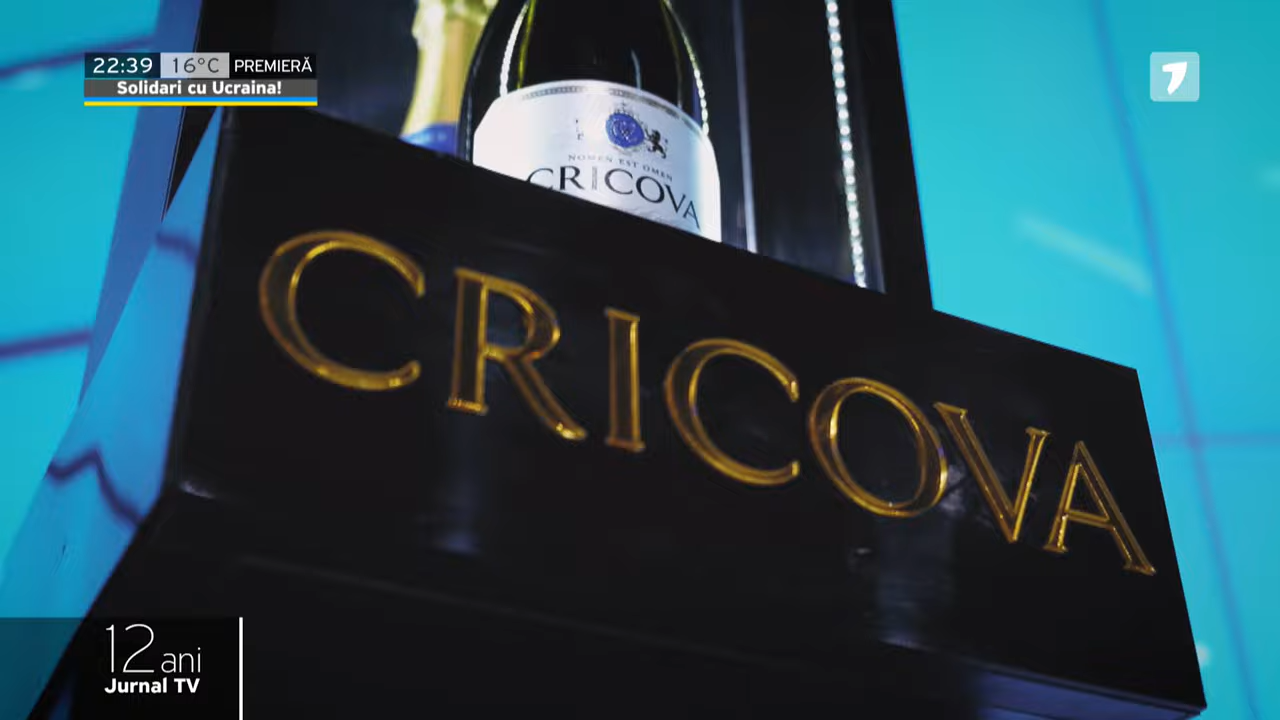 22:39 16°C PREMIERĂ
Solidari cu Ucraina!
NOMEN EST OMEN
CRICOVA
CRICOVA
12 ani
Jurnal TV